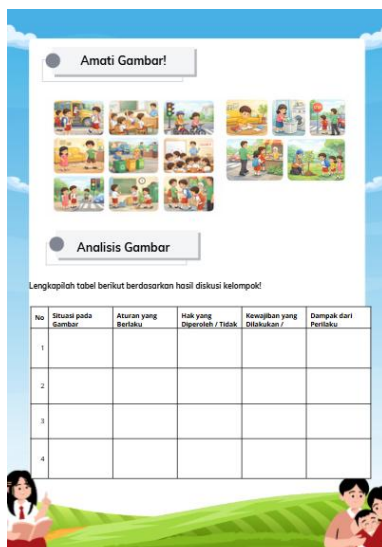 Amati Gambar!
Analisis Gambar
Lengkapilah tabel berikut berdasarkan hasil diskusi kelompok!
No
Situasi pada
Gambar
Aturan yang
Berlaku
Hak yang
Diperoleh / Tidak
Kewajiban yang
Dilakukan /
Dampak dari
Perilaku
1
2
3
4